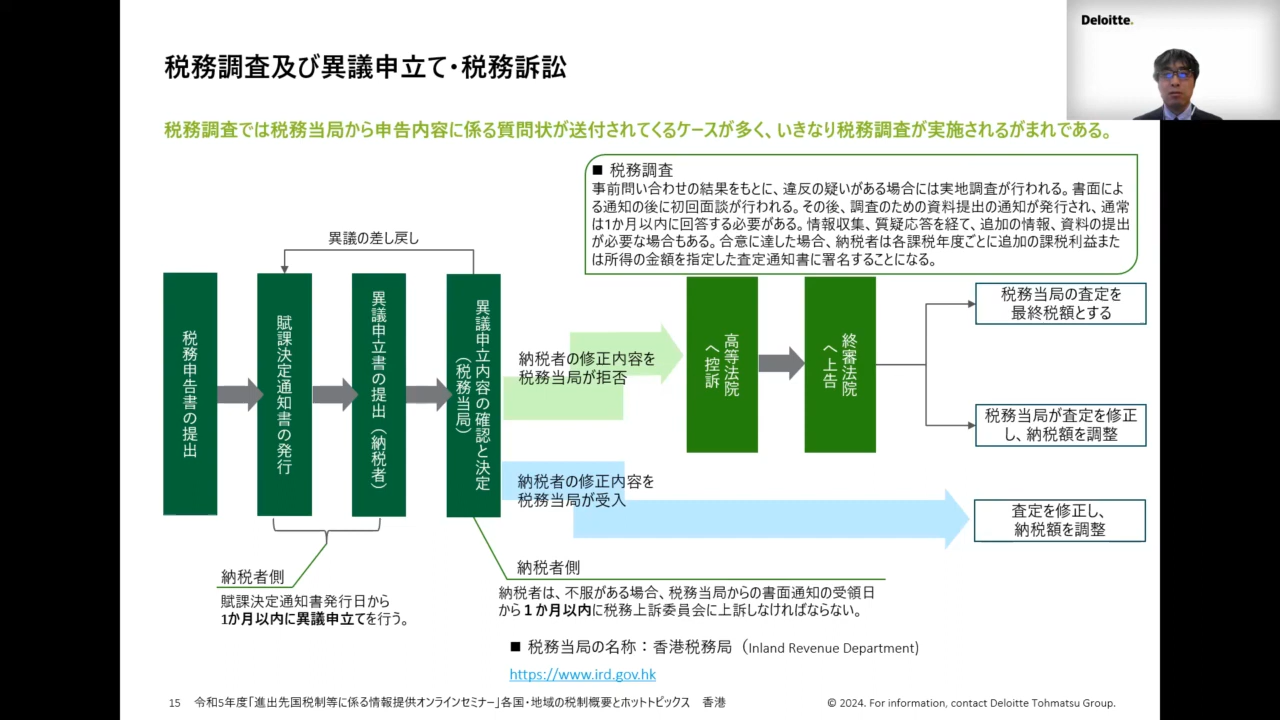 Deloitte.
税務調査及び異議申立て・税務訴訟
税務調査では税務当局から申告内容に係る質問状が送付されてくるケースが多く、いきなり税務調査が実施されるがまれである。
■ 税務調査
事前問い合わせの結果をもとに、違反の疑いがある場合には実地調査が行われる。書面によ
る通知の後に初回面談が行われる。その後、調査のための資料提出の通知が発行され、通常
は1か月以内に回答する必要がある。情報収集、質疑応答を経て、追加の情報、資料の提出
が必要な場合もある。合意に達した場合、納税者は各課税年度ごとに追加の課税利益また
は所得の金額を指定した査定通知書に署名することになる。
異議の差し戻し
税務申告書の提出
賦課決定通知書の発行
異議申立書の提出（納税者）
異議申立内容の確認と決定
（税務当局）
納税者の修正内容を
税務当局が拒否
高等法院
へ控訴
終審法院
へ上告
税務当局の査定を
最終税額とする
税務当局が査定を修正
し、納税額を調整
納税者の修正内容を
税務当局が受入
査定を修正し、
納税額を調整
納税者側
賦課決定通知書発行日から
1か月以内に異議申立てを行う。
納税者側
納税者は、不服がある場合、税務当局からの書面通知の受領日
から１か月以内に税務上訴委員会に上訴しなければならない。
■ 税務当局の名称：香港税務局（Inland Revenue Department)
https://www.ird.gov.hk
15 令和5年度「進出先国税制等に係る情報提供オンラインセミナー」各国・地域の税制概要とホットトピックス 香港
© 2024. For information, contact Deloitte Tohmatsu Group.